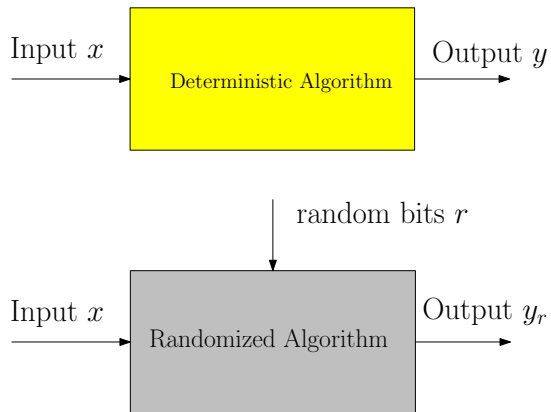 Input x
Deterministic Algorithm
Output y
random bits r
Input x
Randomized Algorithm
Output y_r